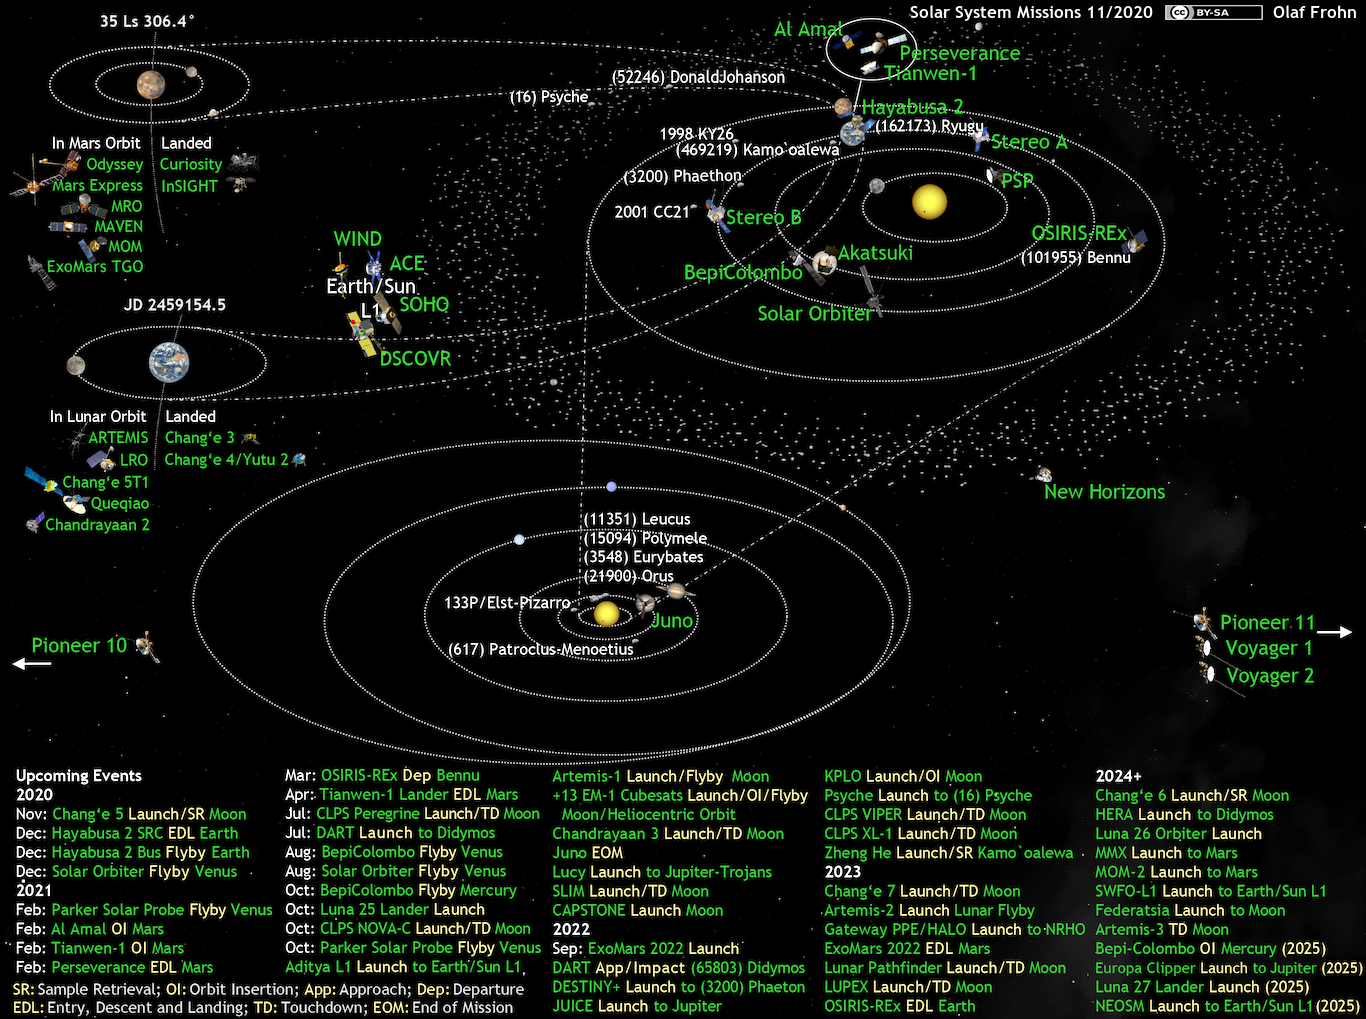 Solar System Missions 11/2020 cc BY-SA Olaf Frohn
35 Ls 306.4°
In Mars Orbit Landed
Odyssey Curiosity
Mars Express InSIGHT
MRO
MAVEN
MOM
ExoMars TGO
Al Amal
Perseverance
Tianwen-1
(52246) DonaldJohanson
(16) Psyche
Hayabusa 2
(162173) Ryugu
1998 KY26
(469219) Kamo`oalewa
Stereo A
(3200) Phaethon
PSP
2001 CC21
Stereo B
OSIRIS-REx
(101955) Bennu
Akatsuki
BepiColombo
Solar Orbiter
WIND
ACE
Earth/Sun
L1
SOHO
DSCOVR
JD 2459154.5
In Lunar Orbit Landed
ARTEMIS Chang‘e 3
LRO Chang‘e 4/Yutu 2
Chang‘e 5T1
Queqiao
Chandrayaan 2
New Horizons
(11351) Leucus
(15094) Polymele
(3548) Eurybates
(21900) Orus
133P/Elst-Pizarro
Juno
(617) Patroclus-Menoetius
Pioneer 10
Pioneer 11
Voyager 1
Voyager 2
Upcoming Events
2020
Nov: Chang‘e 5 Launch/SR Moon
Dec: Hayabusa 2 SRC EDL Earth
Dec: Hayabusa 2 Bus Flyby Earth
Dec: Solar Orbiter Flyby Venus
2021
Feb: Parker Solar Probe Flyby Venus
Feb: Al Amal OI Mars
Feb: Tianwen-1 OI Mars
Feb: Perseverance EDL Mars
Mar: OSIRIS-REx Dep Bennu
Apr: Tianwen-1 Lander EDL Mars
Jul: CLPS Peregrine Launch/TD Moon
Jul: DART Launch to Didymos
Aug: BepiColombo Flyby Venus
Aug: Solar Orbiter Flyby Venus
Oct: BepiColombo Flyby Mercury
Oct: Luna 25 Lander Launch
Oct: CLPS NOVA-C Launch/TD Moon
Oct: Parker Solar Probe Flyby Venus
Aditya L1 Launch to Earth/Sun L1
Artemis-1 Launch/Flyby Moon
+13 EM-1 Cubesats Launch/OI/Flyby
Moon/Heliocentric Orbit
Chandrayaan 3 Launch/TD Moon
Juno EOM
Lucy Launch to Jupiter-Trojans
SLIM Launch/TD Moon
CAPSTONE Launch Moon
2022
Sep: ExoMars 2022 Launch
DART App/Impact (65803) Didymos
DESTINY+ Launch to (3200) Phaeton
JUICE Launch to Jupiter
KPLO Launch/OI Moon
Psyche Launch to (16) Psyche
CLPS VIPER Launch/TD Moon
CLPS XL-1 Launch/TD Moon
Zheng He Launch/SR Kamo`oalewa
2023
Chang‘e 7 Launch/TD Moon
Artemis-2 Launch Lunar Flyby
Gateway PPE/HALO Launch to NRHO
ExoMars 2022 EDL Mars
Lunar Pathfinder Launch/TD Moon
LUPEX Launch/TD Moon
OSIRIS-REx EDL Earth
2024+
Chang‘e 6 Launch/SR Moon
HERA Launch to Didymos
Luna 26 Orbiter Launch
MMX Launch to Mars
MOM-2 Launch to Mars
SWFO-L1 Launch to Earth/Sun L1
Federatsia Launch to Moon
Artemis-3 TD Moon
Bepi-Colombo OI Mercury (2025)
Europa Clipper Launch to Jupiter (2025)
Luna 27 Lander Launch (2025)
NEOSM Launch to Earth/Sun L1 (2025)
SR: Sample Retrieval; OI: Orbit Insertion; App: Approach; Dep: Departure
EDL: Entry, Descent and Landing; TD: Touchdown; EOM: End of Mission